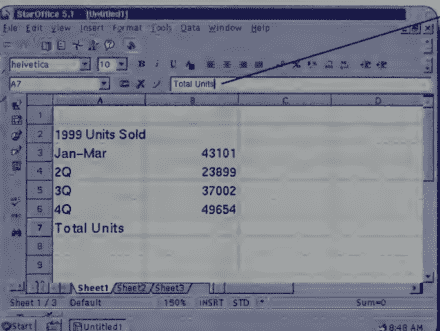 StarOffice 5.1 [Untitled1]
File Edit View Insert Format Tools Data Window Help
helvetica 10 B i U
A7 Total Units
A B C D
1
2 1999 Units Sold
3 Jan-Mar 43101
4 2Q 23899
5 3Q 37002
6 4Q 49654
7 Total Units
8
9
Sheet1 Sheet2 Sheet3
Sheet 1 / 3 Default 150% INSRT STD * Sum=0
Start Untitled1 8:48 AM